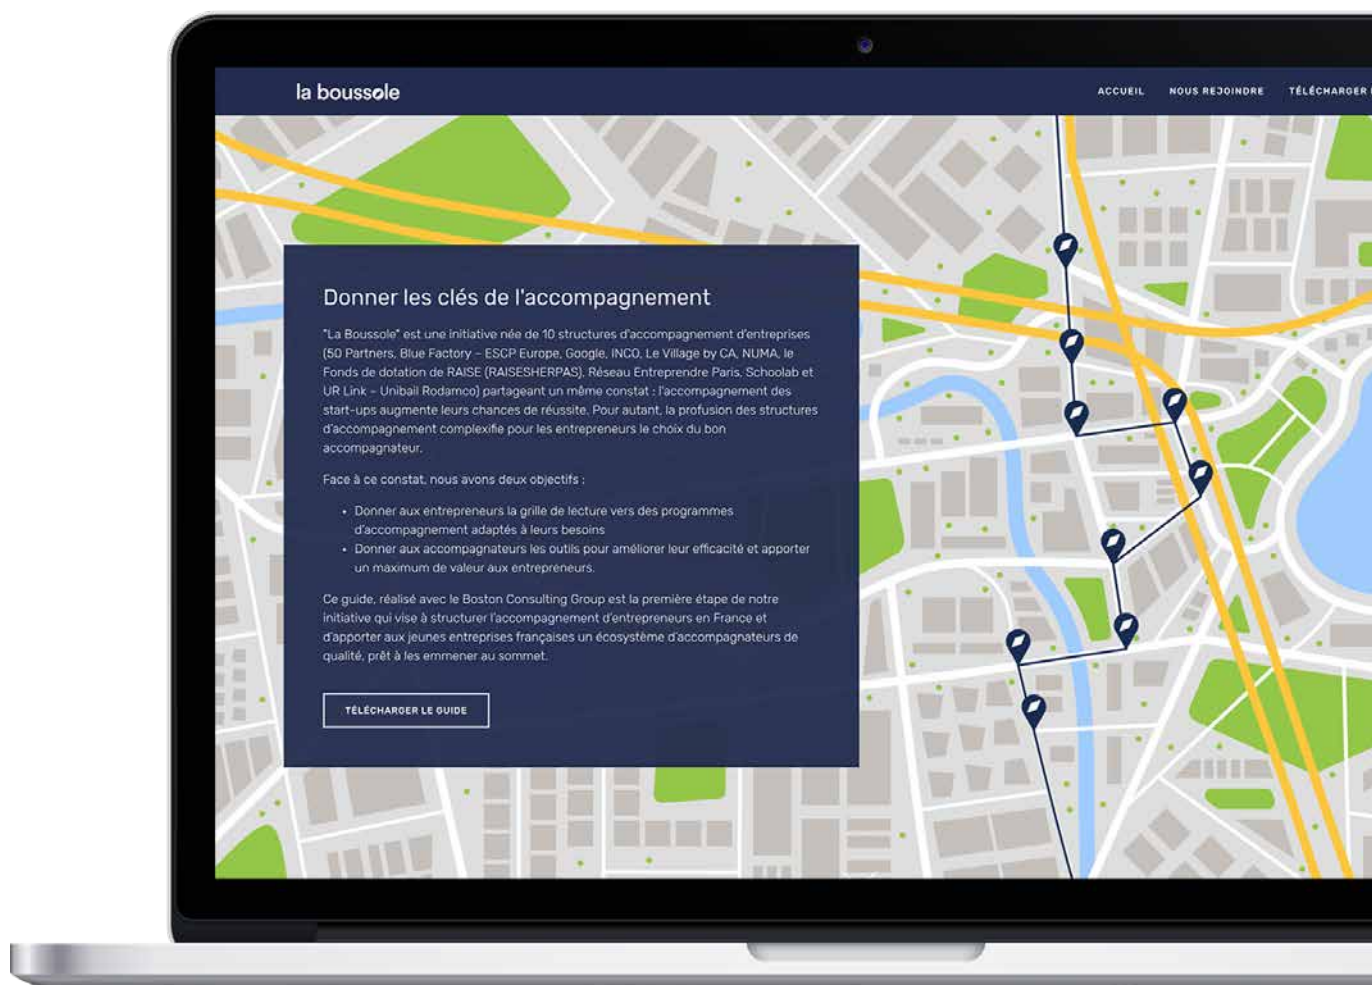 la boussole
ACCUEIL NOUS REJOINDRE TÉLÉCHARGER
Donner les clés de l'accompagnement
"La Boussole" est une initiative née de 10 structures d'accompagnement d'entreprises
(50 Partners, Blue Factory – ESCP Europe, Google, INCO, Le Village by CA, NUMA, le
Fonds de dotation de RAISE (RAISESHERPAS), Réseau Entreprendre Paris, Schoolab et
UR Link – Unibail Rodamco) partageant un même constat : l'accompagnement des
start-ups augmente leurs chances de réussite. Pour autant, la profusion des structures
d'accompagnement complexifie pour les entrepreneurs le choix du bon
accompagnateur.
Face à ce constat, nous avons deux objectifs :
• Donner aux entrepreneurs la grille de lecture vers des programmes
d'accompagnement adaptés à leurs besoins
• Donner aux accompagnateurs les outils pour améliorer leur efficacité et apporter
un maximum de valeur aux entrepreneurs.
Ce guide, réalisé avec le Boston Consulting Group est la première étape de notre
initiative qui vise à structurer l'accompagnement d'entrepreneurs en France et
d'apporter aux jeunes entreprises françaises un écosystème d'accompagnateurs de
qualité, prêt à les emmener au sommet.
TÉLÉCHARGER LE GUIDE